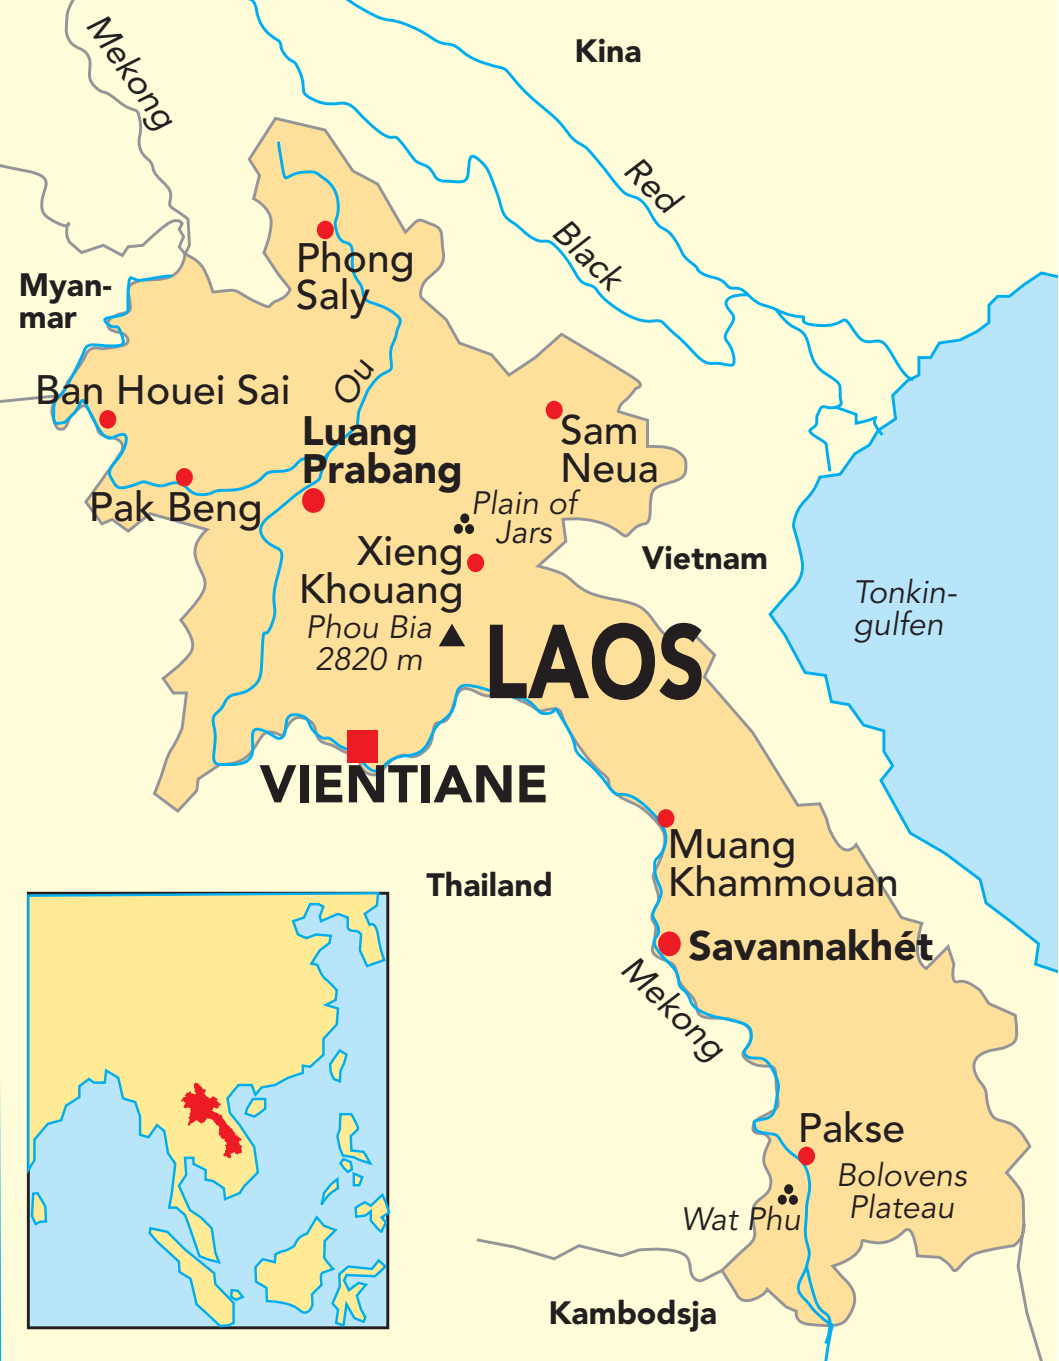 Kina
Mekong
Red
Black
Phong
Saly
Myan-
mar
Ban Houei Sai
Ou
Luang
Prabang
Sam
Neua
Pak Beng
Plain of
Jars
Xieng
Khouang
Vietnam
Tonkin-
gulfen
Phou Bia
2820 m
LAOS
VIENTIANE
Muang
Khammouan
Thailand
Savannakhét
Mekong
Pakse
Bolovens
Plateau
Wat Phu
Kambodsja